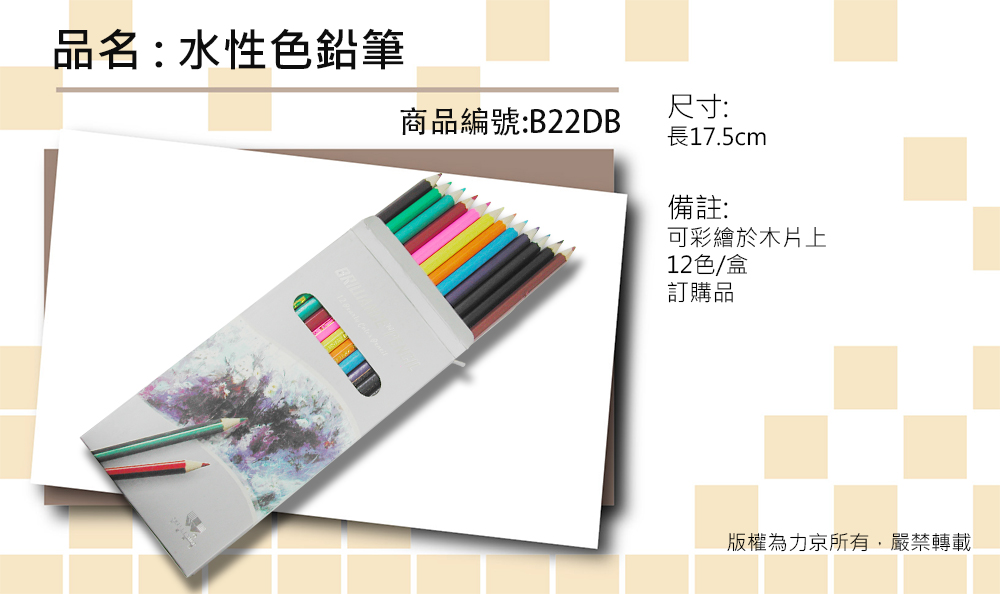 品名 : 水性色鉛筆
商品編號:B22DB
尺寸:
長17.5cm
備註:
可彩繪於木片上
12色/盒
訂購品
版權為力京所有，嚴禁轉載